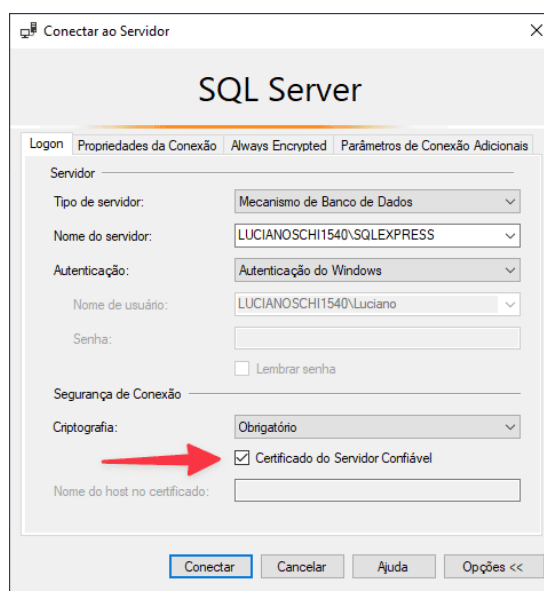 Conectar ao Servidor
SQL Server
Logon Propriedades da Conexão Always Encrypted Parâmetros de Conexão Adicionais
Servidor
Tipo de servidor: Mecanismo de Banco de Dados
Nome do servidor: LUCIANOSCHI1540\SQLEXPRESS
Autenticação: Autenticação do Windows
Nome de usuário: LUCIANOSCHI1540\Luciano
Senha:
Lembrar senha
Segurança de Conexão
Criptografia: Obrigatório
Certificado do Servidor Confiável
Nome do host no certificado:
Conectar Cancelar Ajuda Opções <<